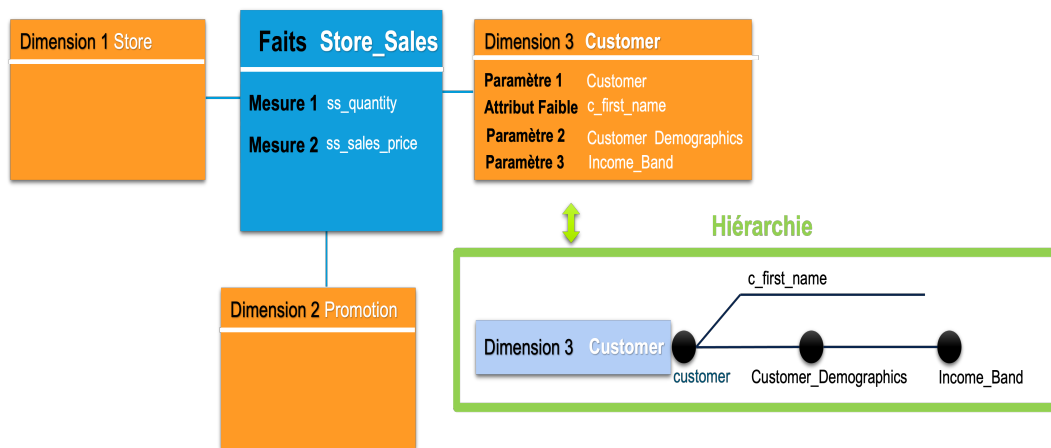 Dimension 1 Store
Faits Store_Sales
Mesure 1 ss_quantity
Mesure 2 ss_sales_price
Dimension 3 Customer
Paramètre 1 Customer
Attribut Faible c_first_name
Paramètre 2 Customer Demographics
Paramètre 3 Income_Band
Dimension 2 Promotion
Hiérarchie
c_first_name
Dimension 3 Customer
customer
Customer_Demographics
Income_Band